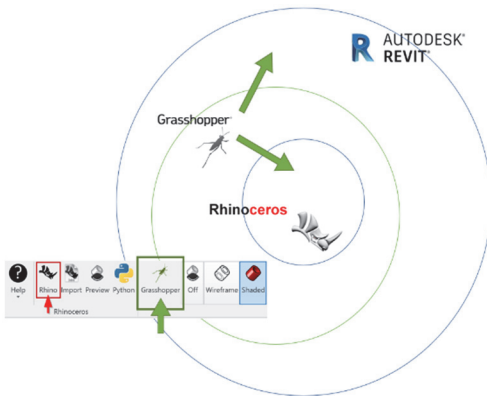 AUTODESK®
REVIT®
Grasshopper
Rhinoceros
Help Rhino Import Preview Python Grasshopper Off Wireframe Shaded
Rhinoceros